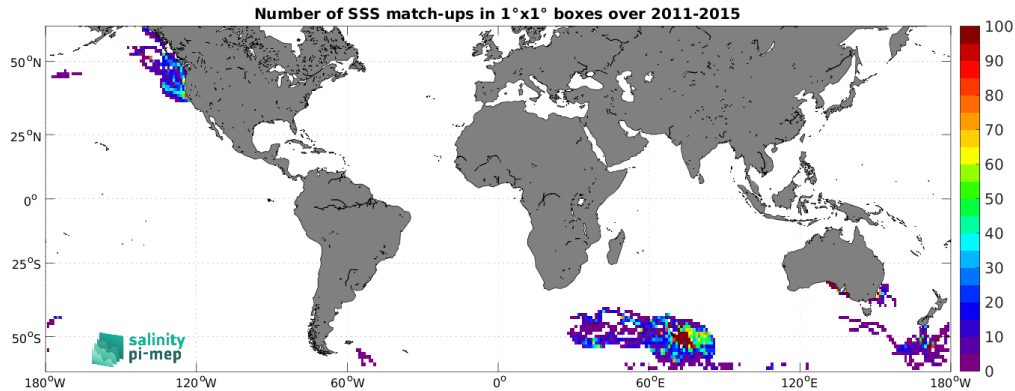 Number of SSS match-ups in 1°x1° boxes over 2011-2015
50°N
25°N
0°
25°S
50°S
180°W
120°W
60°W
0°
60°E
120°E
180°W
100
90
80
70
60
50
40
30
20
10
0
salinity
pi-mep